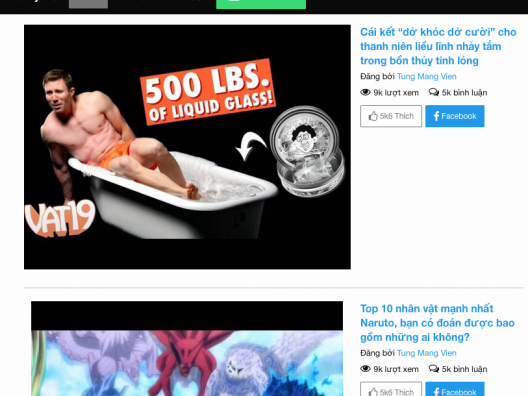 500 LBS.
OF LIQUID GLASS!
VAT19
Cái kết “dở khóc dở cười” cho
thanh niên liều lĩnh nhảy tắm
trong bồn thủy tinh lỏng
Đăng bởi Tung Mang Vien
9k lượt xem 5k bình luận
5k6 Thích Facebook
Top 10 nhân vật mạnh nhất
Naruto, bạn có đoán được bao
gồm những ai không?
Đăng bởi Tung Mang Vien
9k lượt xem 5k bình luận
5k6 Thích Facebook